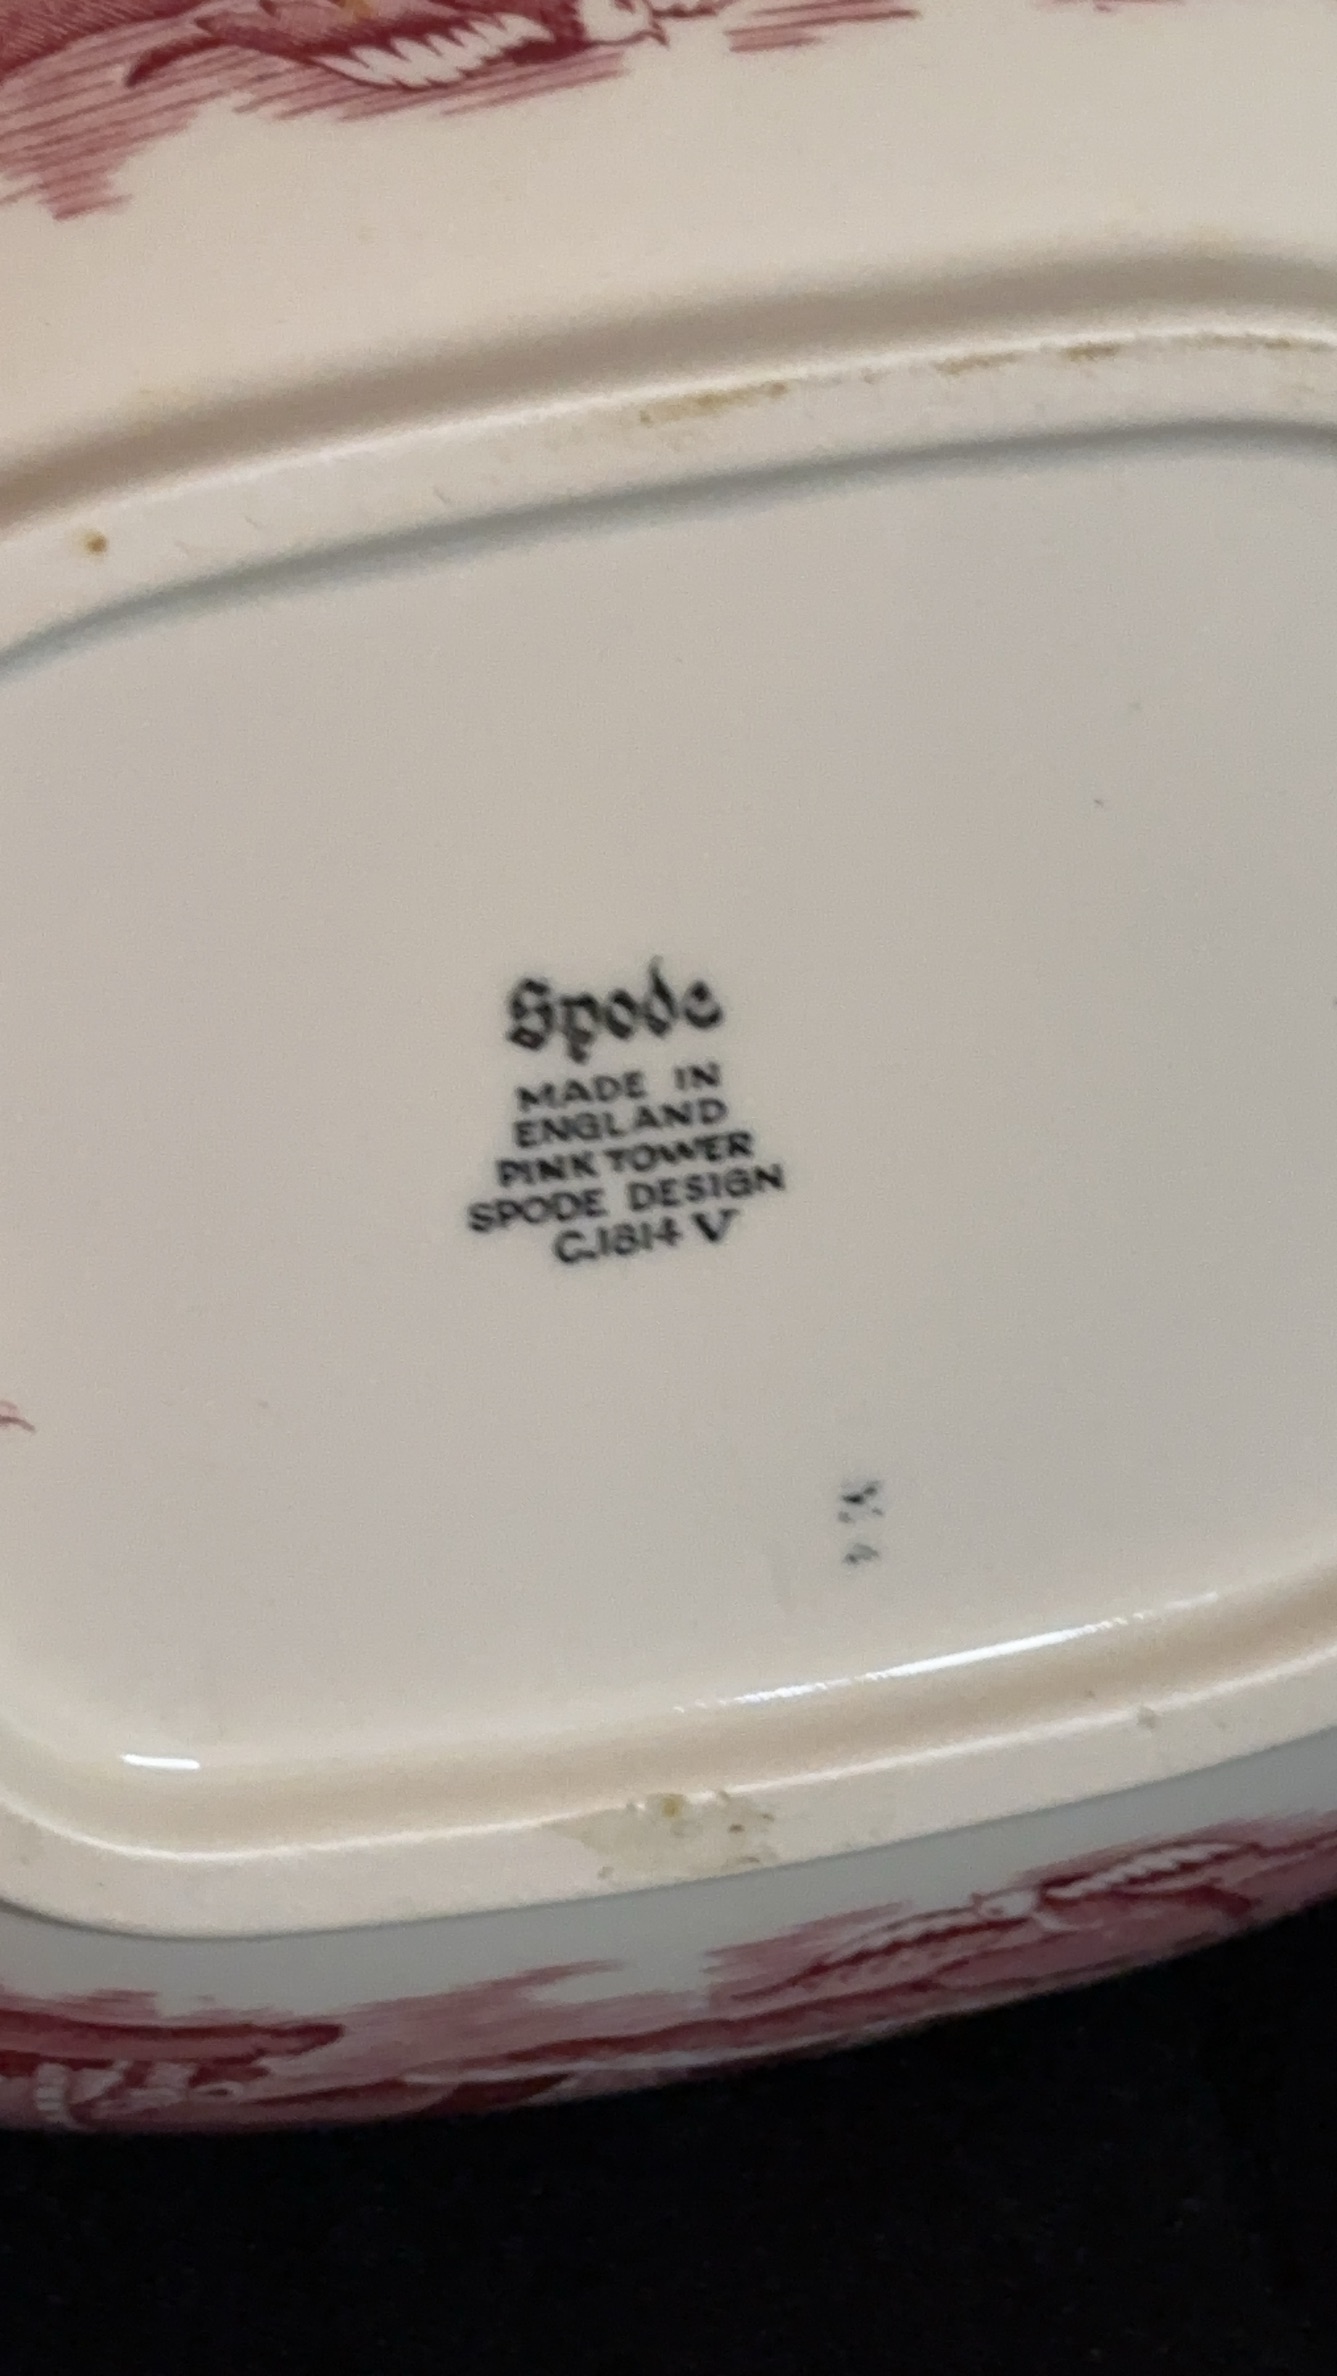 Spode
MADE IN
ENGLAND
PINK TOWER
SPODE DESIGN
C.1814 V